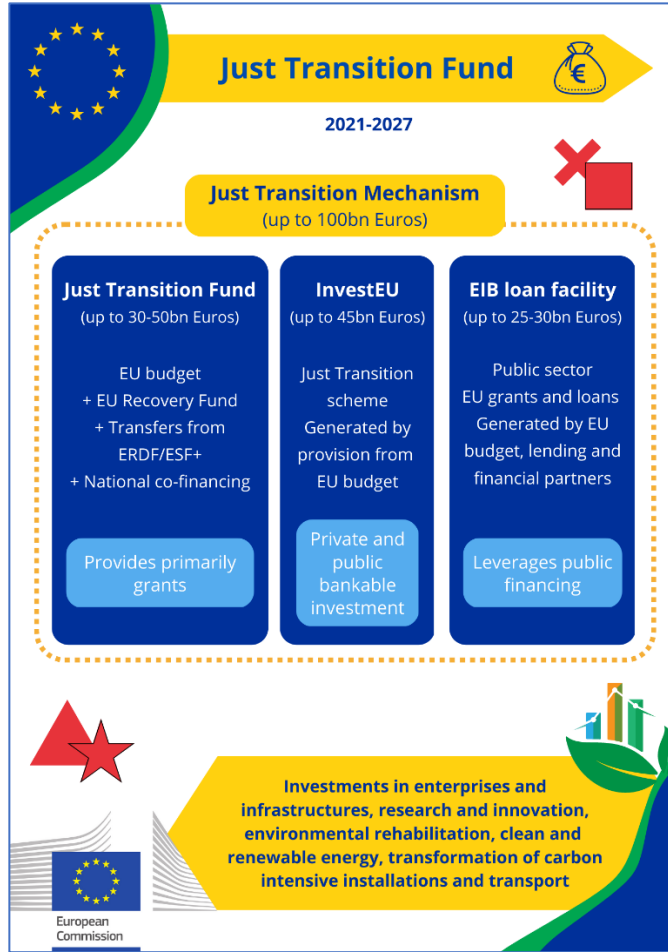 Just Transition Fund
€
2021-2027
Just Transition Mechanism
(up to 100bn Euros)
Just Transition Fund
(up to 30-50bn Euros)
EU budget
+ EU Recovery Fund
+ Transfers from
ERDF/ESF+
+ National co-financing
Provides primarily
grants
InvestEU
(up to 45bn Euros)
Just Transition
scheme
Generated by
provision from
EU budget
Private and
public
bankable
investment
EIB loan facility
(up to 25-30bn Euros)
Public sector
EU grants and loans
Generated by EU
budget, lending and
financial partners
Leverages public
financing
Investments in enterprises and
infrastructures, research and innovation,
environmental rehabilitation, clean and
renewable energy, transformation of carbon
intensive installations and transport
European
Commission